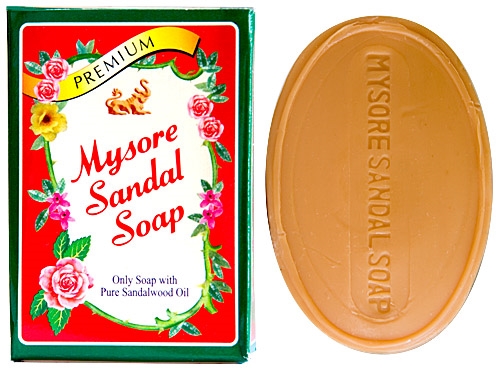 PREMIUM
Mysore
Sandal
Soap
Only Soap with
Pure Sandalwood Oil
MYSORE SANDAL SOAP